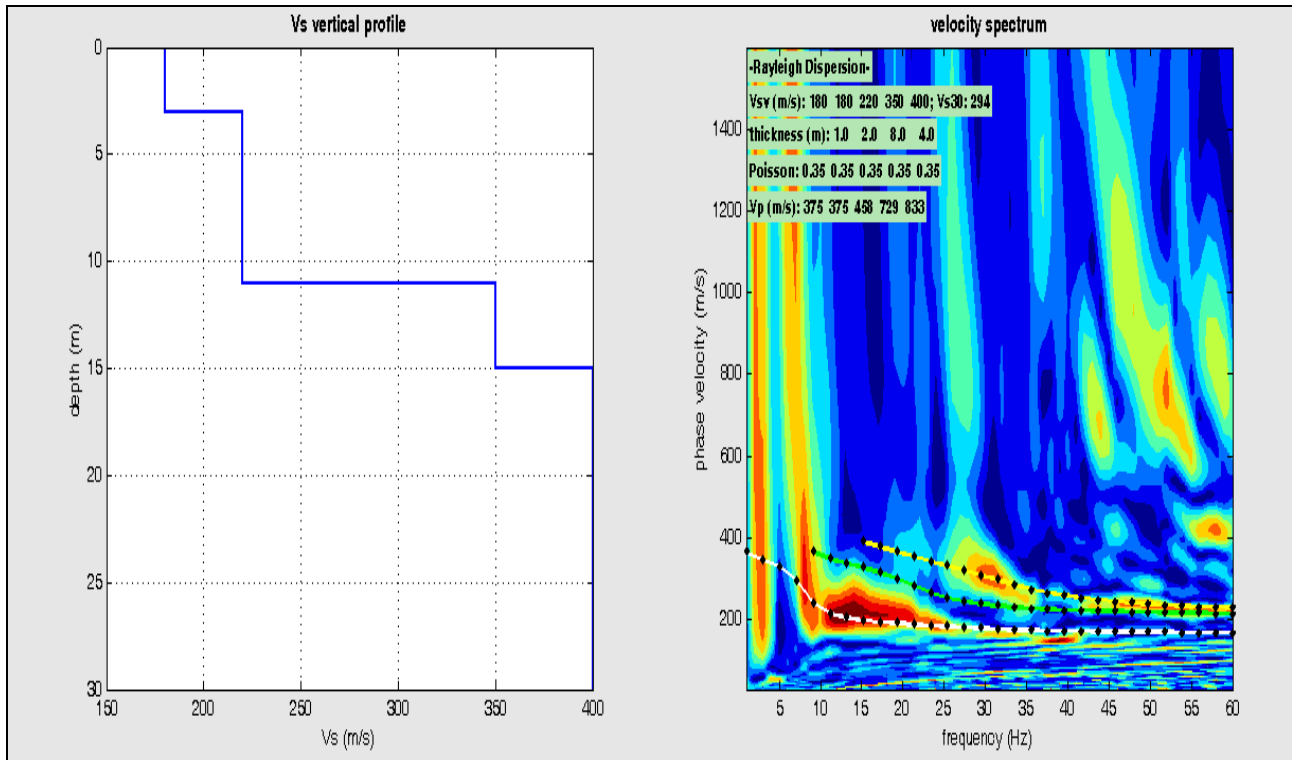 Vs vertical profile
0
5
10
15
20
25
30
depth (m)
150 200 250 300 350 400
Vs (m/s)
velocity spectrum
-Rayleigh Dispersion-
Vsv (m/s): 180 180 220 350 400; Vs30: 294
thickness (m): 1.0 2.0 8.0 4.0
Poisson: 0.35 0.35 0.35 0.35 0.35
Vp (m/s): 375 375 458 729 833
1400
1200
1000
800
600
400
200
phase velocity (m/s)
5 10 15 20 25 30 35 40 45 50 55 60
frequency (Hz)